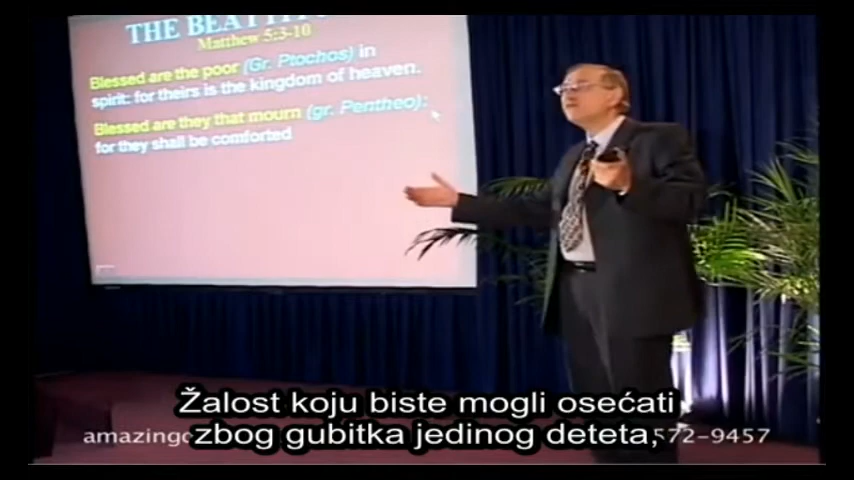 THE BEATITU
Matthew 5:3-10
Blessed are the poor (Gr. Ptochos) in
spirit: for theirs is the kingdom of heaven.
Blessed are they that mourn (gr. Pentheo):
for they shall be comforted
Žalost koju biste mogli osećati
zbog gubitka jedinog deteta,
amazing 572-9457